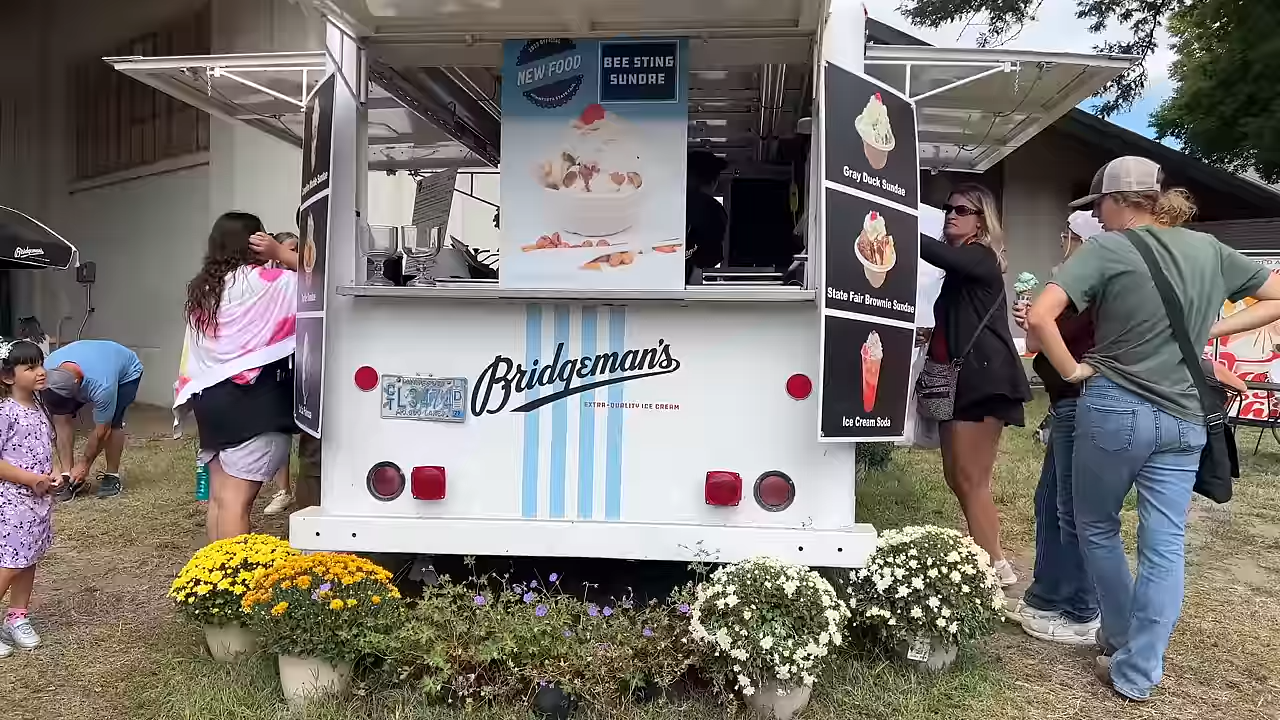 NEW FOOD
BEE STING
SUNDAE
Gray Duck Sundae
State Fair Brownie Sundae
Ice Cream Soda
Bridgeman's
EXTRA-QUALITY ICE CREAM
Bridgeman's